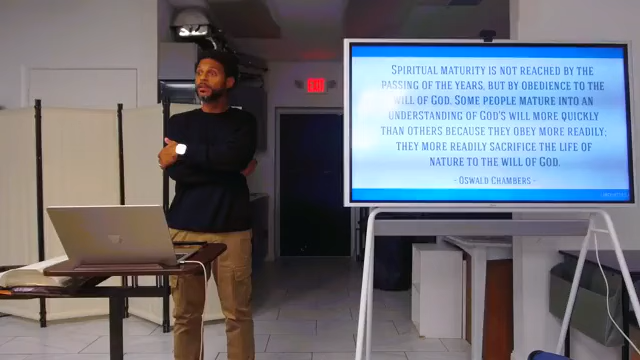 EXIT
SPIRITUAL MATURITY IS NOT REACHED BY THE
PASSING OF THE YEARS, BUT BY OBEDIENCE TO THE
WILL OF GOD. SOME PEOPLE MATURE INTO AN
UNDERSTANDING OF GOD'S WILL MORE QUICKLY
THAN OTHERS BECAUSE THEY OBEY MORE READILY;
THEY MORE READILY SACRIFICE THE LIFE OF
NATURE TO THE WILL OF GOD.
- OSWALD CHAMBERS -